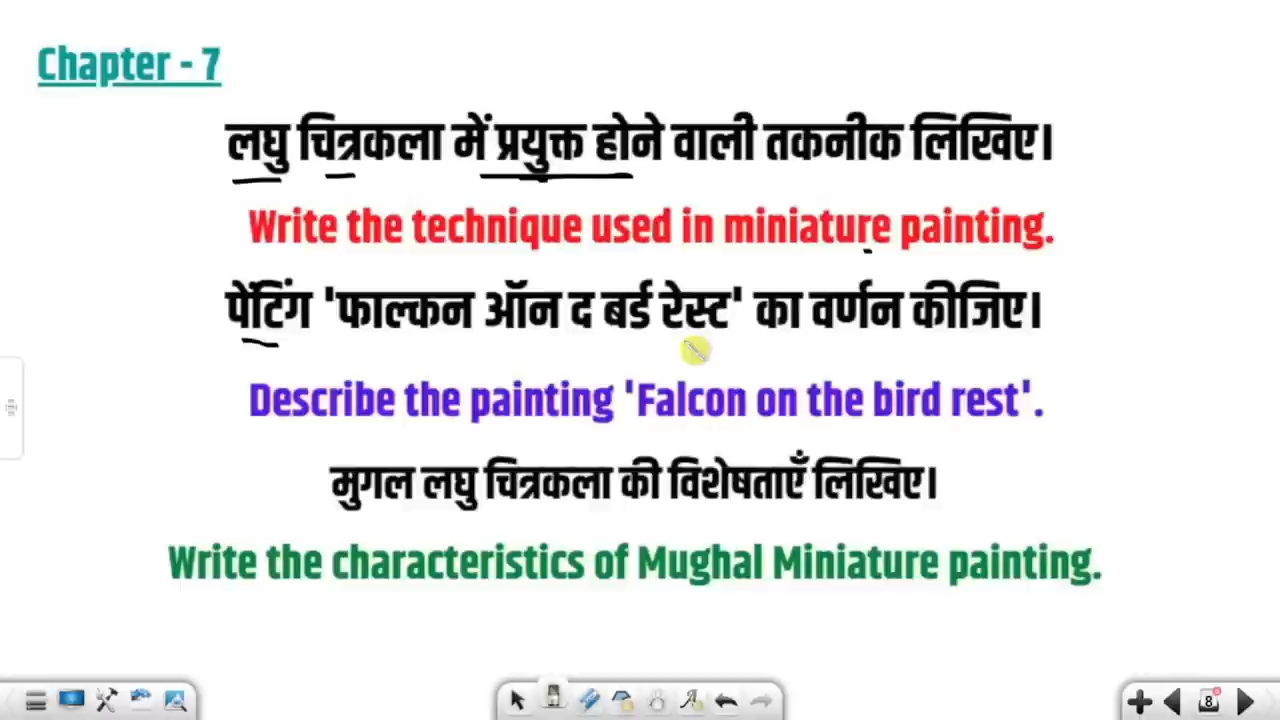 Chapter - 7
लघु चित्रकला में प्रयुक्त होने वाली तकनीक लिखिए।
Write the technique used in miniature painting.
पेंटिंग 'फाल्कन ऑन द बर्ड रेस्ट' का वर्णन कीजिए।
Describe the painting 'Falcon on the bird rest'.
मुगल लघु चित्रकला की विशेषताएँ लिखिए।
Write the characteristics of Mughal Miniature painting.
8